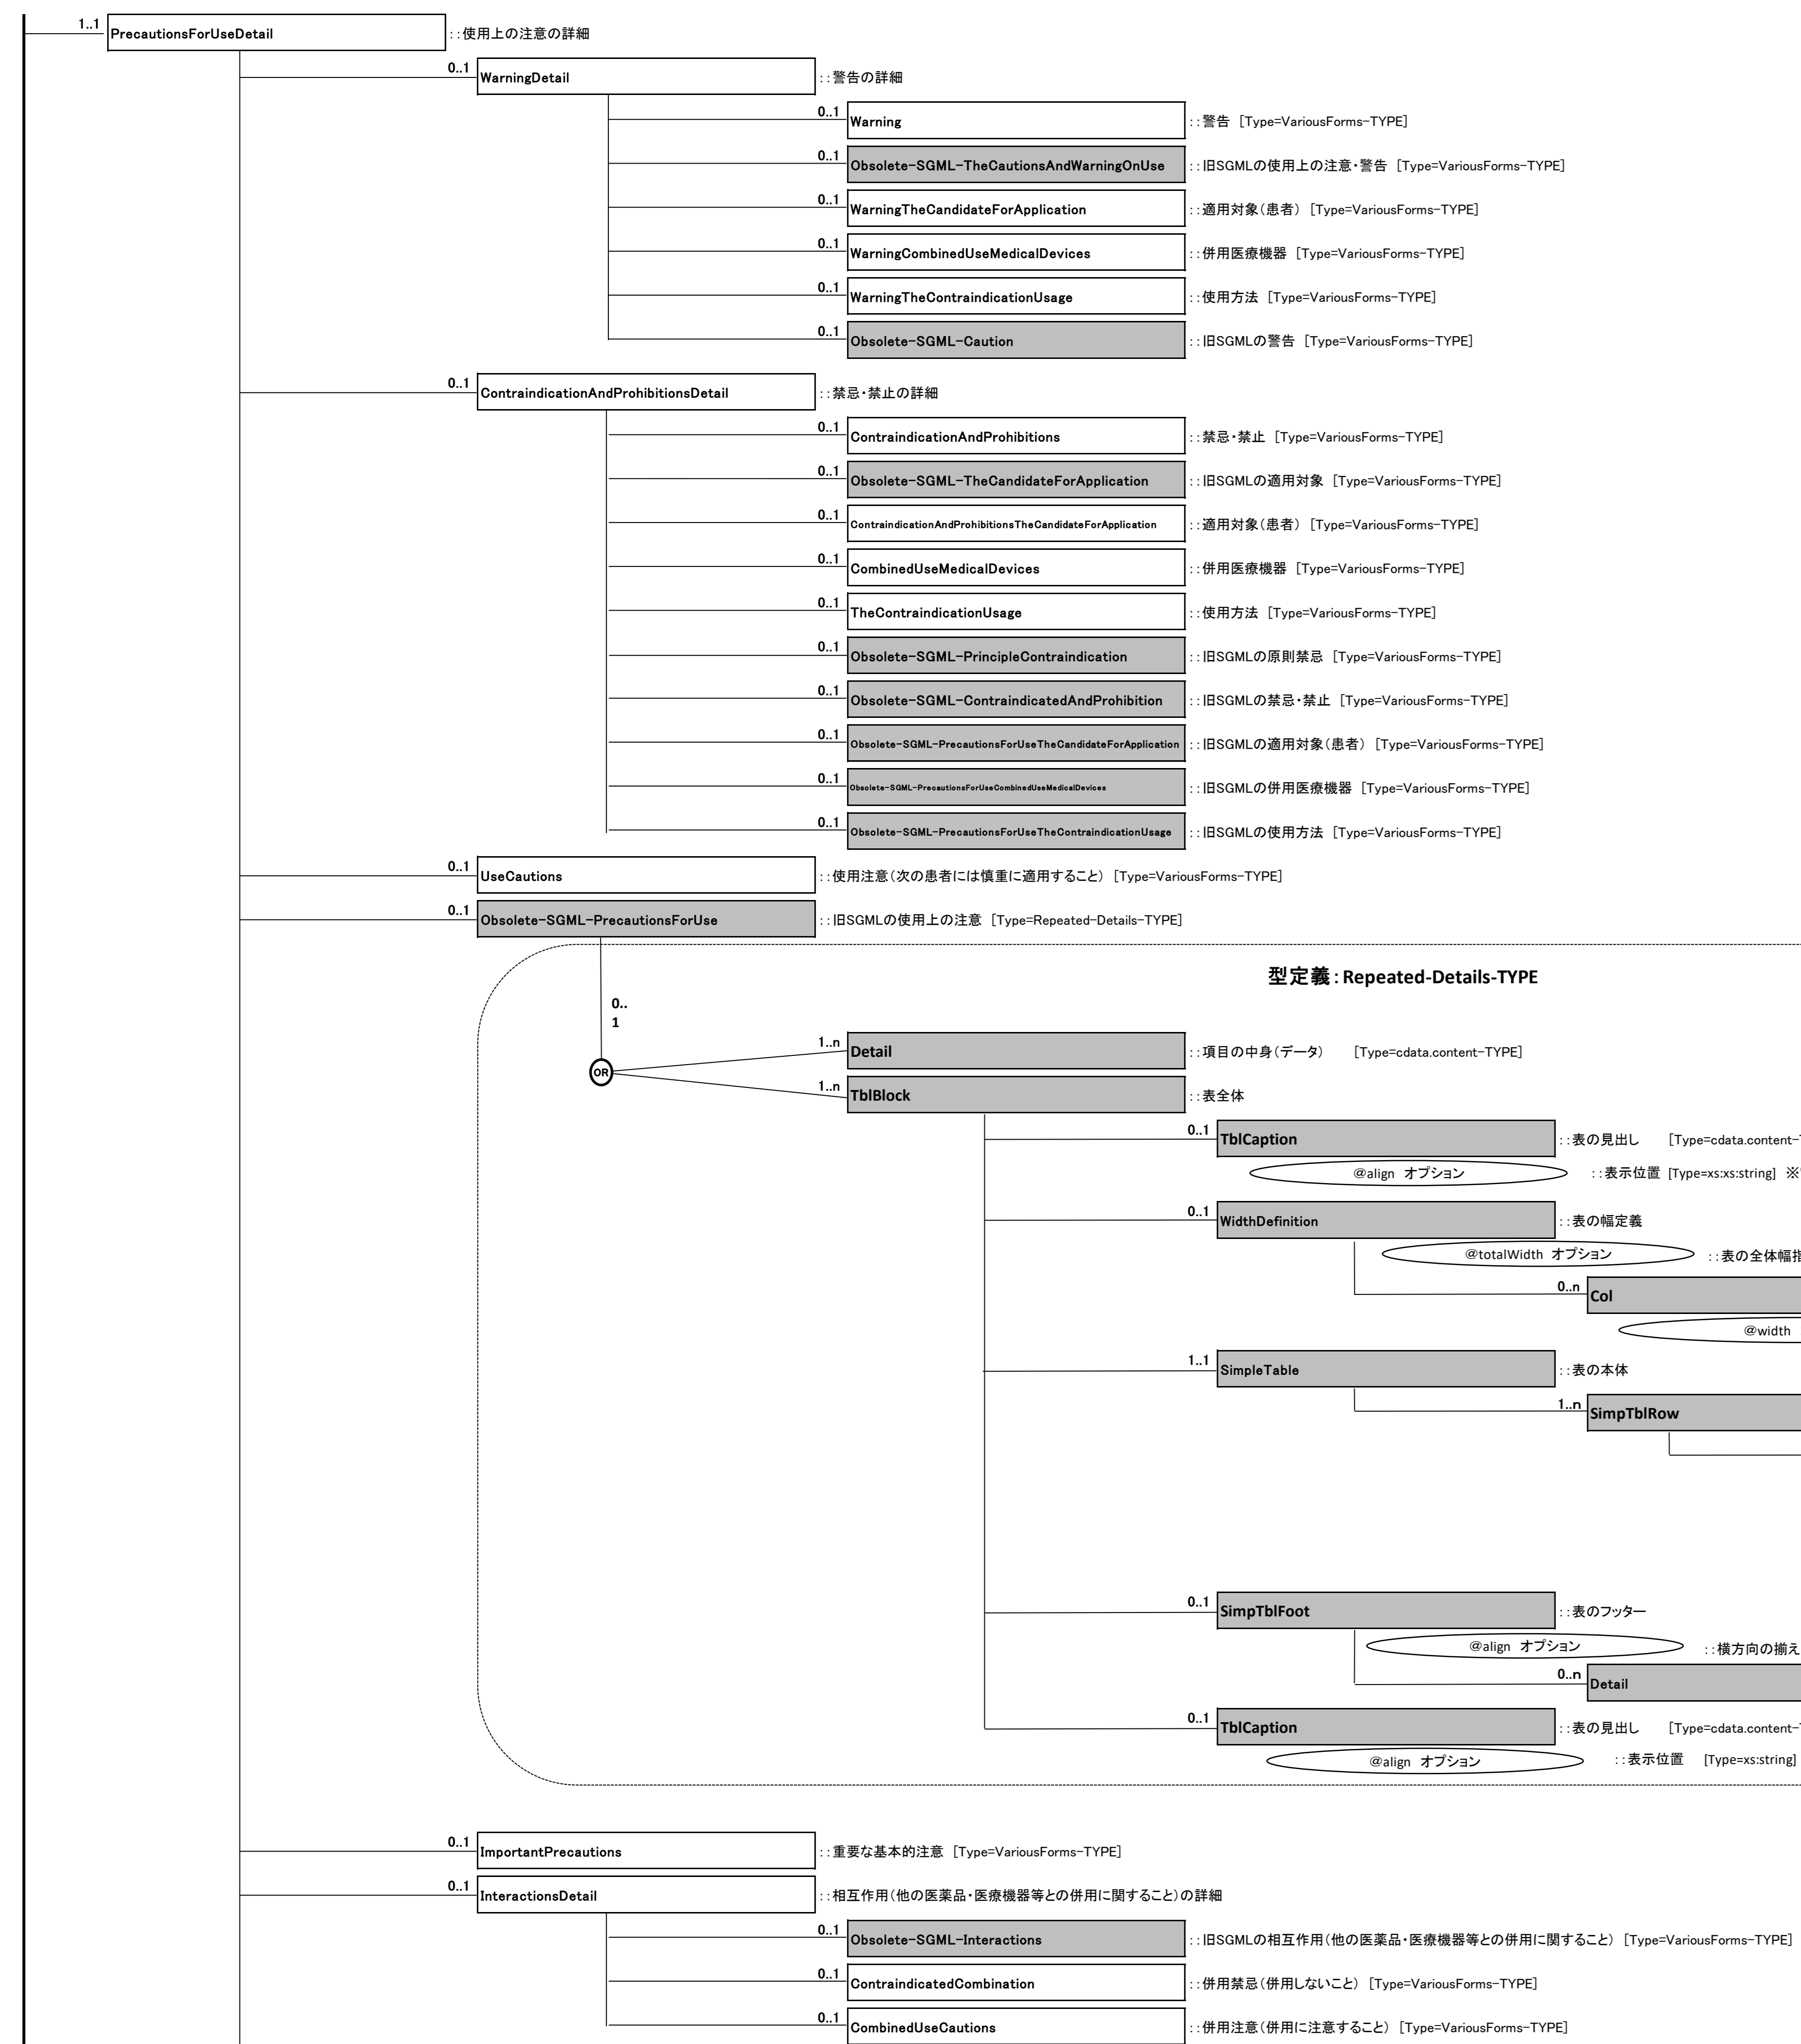 1..1 PrecautionsForUseDetail ::使用上の注意の詳細
0..1 WarningDetail ::警告の詳細
0..1 Warning ::警告 [Type=VariousForms-TYPE]
0..1 Obsolete-SGML-TheCautionsAndWarningOnUse ::旧SGMLの使用上の注意・警告 [Type=VariousForms-TYPE]
0..1 WarningTheCandidateForApplication ::適用対象(患者) [Type=VariousForms-TYPE]
0..1 WarningCombinedUseMedicalDevices ::併用医療機器 [Type=VariousForms-TYPE]
0..1 WarningTheContraindicationUsage ::使用方法 [Type=VariousForms-TYPE]
0..1 Obsolete-SGML-Caution ::旧SGMLの警告 [Type=VariousForms-TYPE]
0..1 ContraindicationAndProhibitionsDetail ::禁忌・禁止の詳細
0..1 ContraindicationAndProhibitions ::禁忌・禁止 [Type=VariousForms-TYPE]
0..1 Obsolete-SGML-TheCandidateForApplication ::旧SGMLの適用対象 [Type=VariousForms-TYPE]
0..1 ContraindicationAndProhibitionsTheCandidateForApplication ::適用対象(患者) [Type=VariousForms-TYPE]
0..1 CombinedUseMedicalDevices ::併用医療機器 [Type=VariousForms-TYPE]
0..1 TheContraindicationUsage ::使用方法 [Type=VariousForms-TYPE]
0..1 Obsolete-SGML-PrincipleContraindication ::旧SGMLの原則禁忌 [Type=VariousForms-TYPE]
0..1 Obsolete-SGML-ContraindicatedAndProhibition ::旧SGMLの禁忌・禁止 [Type=VariousForms-TYPE]
0..1 Obsolete-SGML-PrecautionsForUseTheCandidateForApplication ::旧SGMLの適用対象(患者) [Type=VariousForms-TYPE]
0..1 Obsolete-SGML-PrecautionsForUseCombinedUseMedicalDevices ::旧SGMLの併用医療機器 [Type=VariousForms-TYPE]
0..1 Obsolete-SGML-PrecautionsForUseTheContraindicationUsage ::旧SGMLの使用方法 [Type=VariousForms-TYPE]
0..1 UseCautions ::使用注意(次の患者には慎重に適用すること) [Type=VariousForms-TYPE]
0..1 Obsolete-SGML-PrecautionsForUse ::旧SGMLの使用上の注意 [Type=Repeated-Details-TYPE]
型定義:Repeated-Details-TYPE
0..
1
1..n Detail ::項目の中身(データ) [Type=cdata.content-TYPE]
OR
1..n TblBlock ::表全体
0..1 TblCaption ::表の見出し [Type=cdata.content-
@align オプション ::表示位置 [Type=xs:xs:string] ※
0..1 WidthDefinition ::表の幅定義
@totalWidth オプション ::表の全体幅
0..n Col
@width
1..1 SimpleTable ::表の本体
1..n SimpTblRow
0..1 SimpTblFoot ::表のフッター
@align オプション ::横方向の揃え
0..n Detail
0..1 TblCaption ::表の見出し [Type=cdata.content-
@align オプション ::表示位置 [Type=xs:string]
0..1 ImportantPrecautions ::重要な基本的注意 [Type=VariousForms-TYPE]
0..1 InteractionsDetail ::相互作用(他の医薬品・医療機器等との併用に関すること)の詳細
0..1 Obsolete-SGML-Interactions ::旧SGMLの相互作用(他の医薬品・医療機器等との併用に関すること) [Type=VariousForms-TYPE]
0..1 ContraindicatedCombination ::併用禁忌(併用しないこと) [Type=VariousForms-TYPE]
0..1 CombinedUseCautions ::併用注意(併用に注意すること) [Type=VariousForms-TYPE]